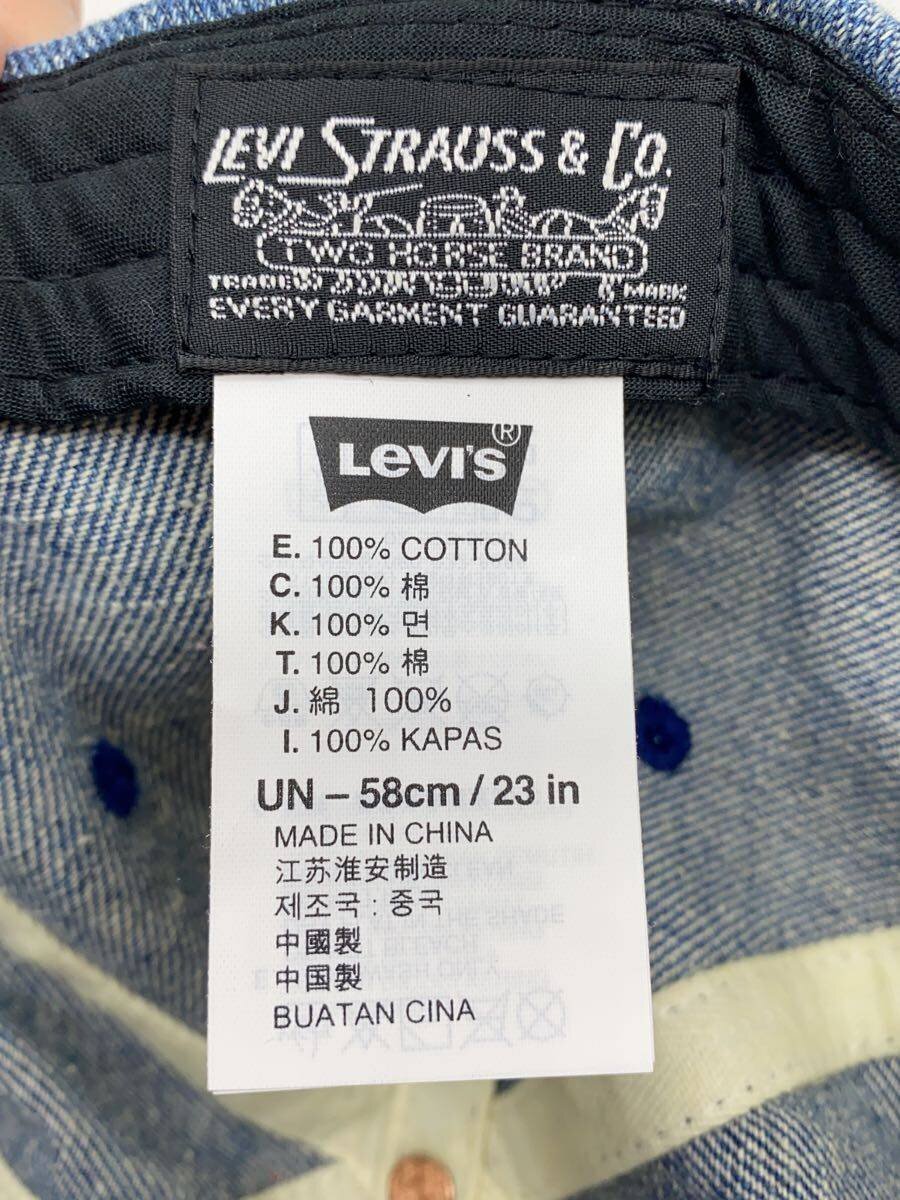 LEVI STRAUSS & CO.
TWO HORSE BRAND
TRADE MARK
EVERY GARMENT GUARANTEED
LEVI'S®
E. 100% COTTON
C. 100% 棉
K. 100% 면
T. 100% 棉
J. 綿 100%
I. 100% KAPAS
UN – 58cm / 23 in
MADE IN CHINA
江苏淮安制造
제조국 : 중국
中國製
中国製
BUATAN CINA